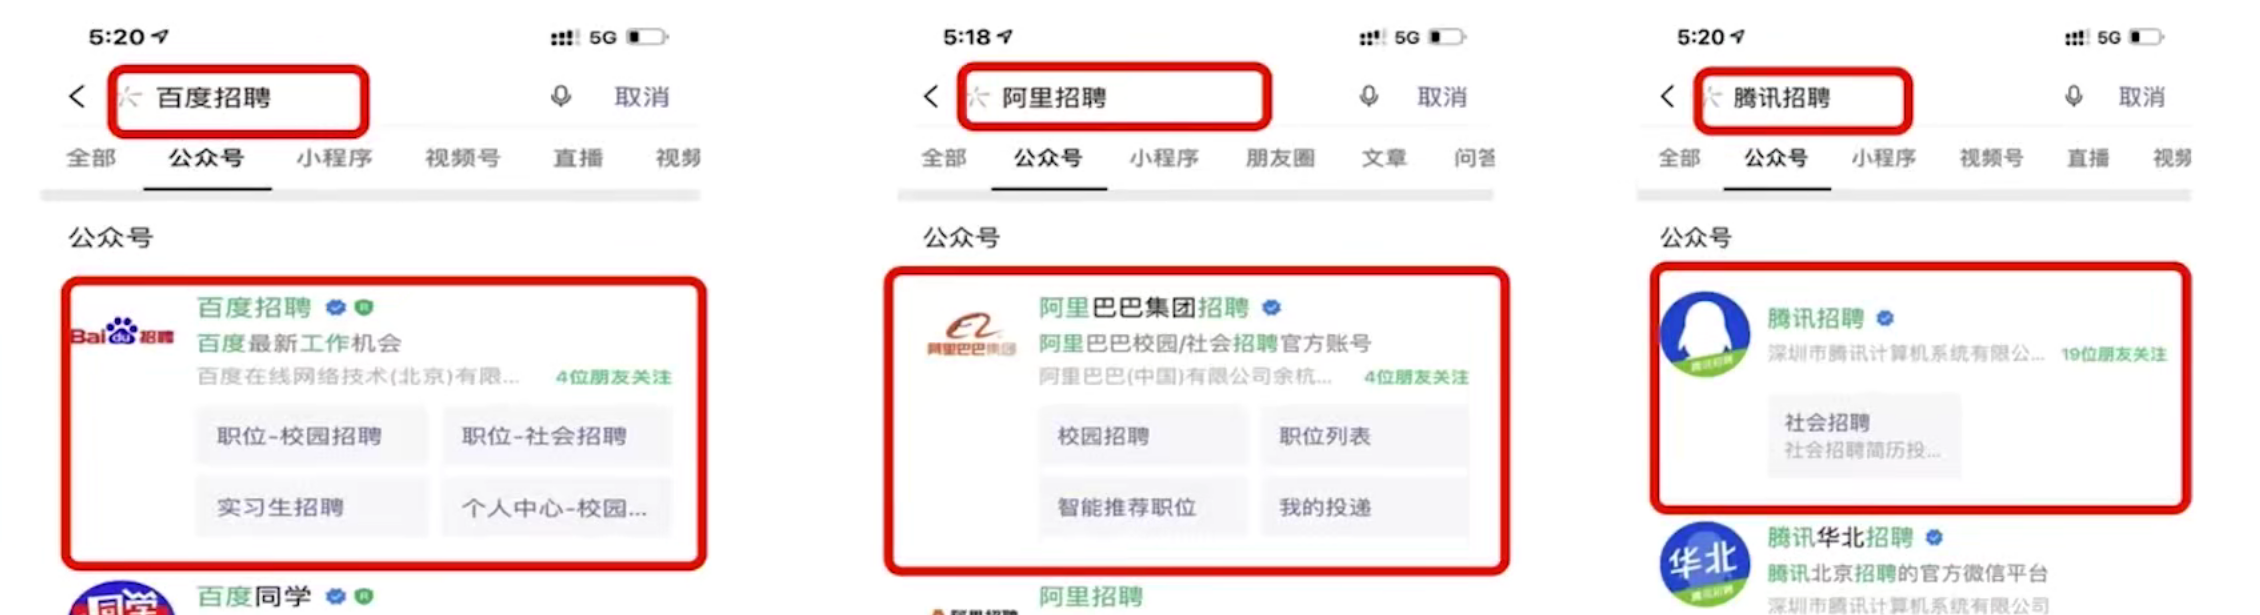 5:20
5G
百度招聘
取消
全部 公众号 小程序 视频号 直播 视频
公众号
Bai du 招聘
百度招聘
百度最新工作机会
百度在线网络技术(北京)有限... 4位朋友关注
职位-校园招聘 职位-社会招聘
实习生招聘 个人中心-校园...
同学
百度同学
5:18
5G
阿里招聘
取消
全部 公众号 小程序 朋友圈 文章 问答
公众号
阿里巴巴集团
阿里巴巴集团招聘
阿里巴巴校园/社会招聘官方账号
阿里巴巴(中国)有限公司余杭... 4位朋友关注
校园招聘 职位列表
智能推荐职位 我的投递
阿里招聘
阿里招聘
5:20
5G
腾讯招聘
取消
全部 公众号 小程序 视频号 直播 视频
公众号
腾讯招聘
腾讯招聘
深圳市腾讯计算机系统有限公... 19位朋友关注
社会招聘
社会招聘简历投...
华北
腾讯招聘
腾讯华北招聘
腾讯北京招聘的官方微信平台
深圳市腾讯计算机系统有限公司